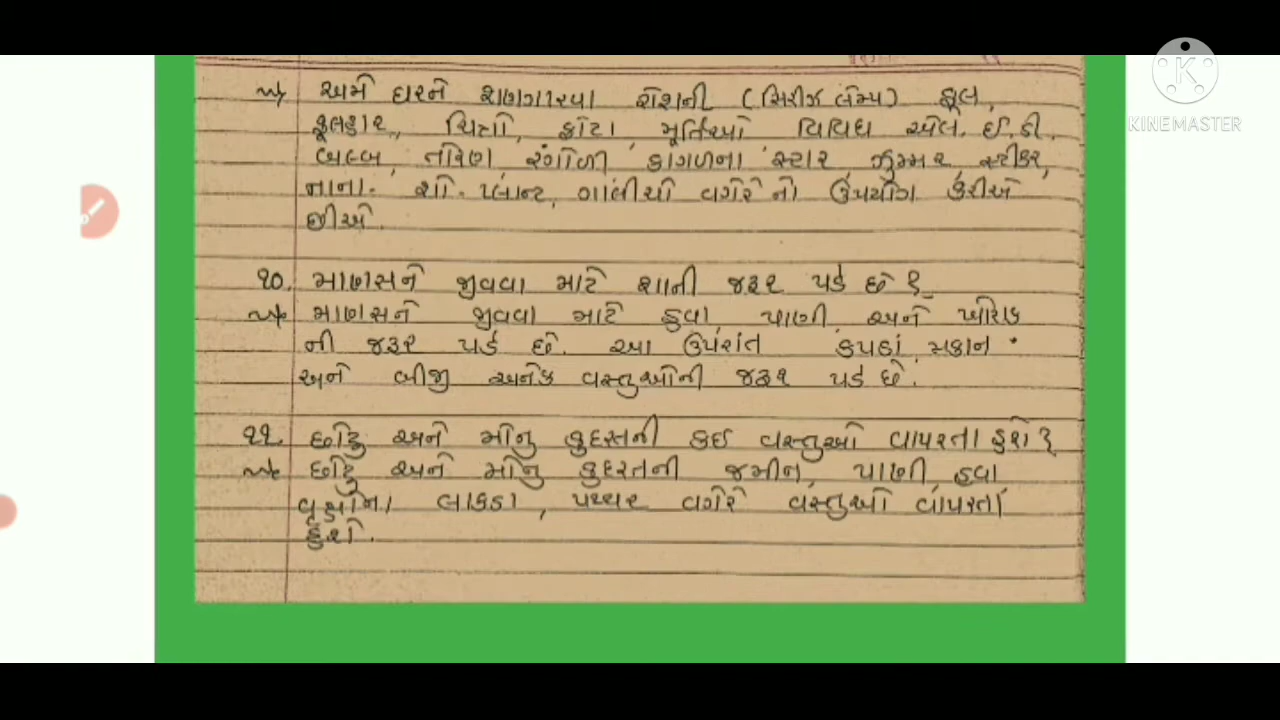 અમે ઘરને શણગારવા રોશની (સિરીઝ લેમ્પ) ફૂલ,
KINEMASTER
ફૂલહાર, ચિત્રો, ફોટા મૂર્તિઓ વિવિધ એલ. ઈ. ડી.
બલ્બ, તોરણ રંગોળી કાગળના સ્ટાર ઝુમ્મર સ્ટીકર,
નાના. શો. પ્લાન્ટ, ગાલીચો વગેરે નો ઉપયોગ કરીએ
છીએ.
૧૦. માણસને જીવવા માટે શાની જરૂર પડે છે ?
માણસને જીવવા માટે હવા, પાણી, અને ખોરાક
ની જરૂર પડે છે. આ ઉપરાંત કપડાં, મકાન
અને બીજી અનેક વસ્તુઓની જરૂર પડે છે.
૧૧. છોટુ અને મોનુ કુદરતની કઈ વસ્તુઓ વાપરતા હશે ?
છોટુ અને મોનુ કુદરતની જમીન, પાણી, હવા
વૃક્ષોના લાકડા, પથ્થર વગેરે વસ્તુઓ વાપરતા
હશે.